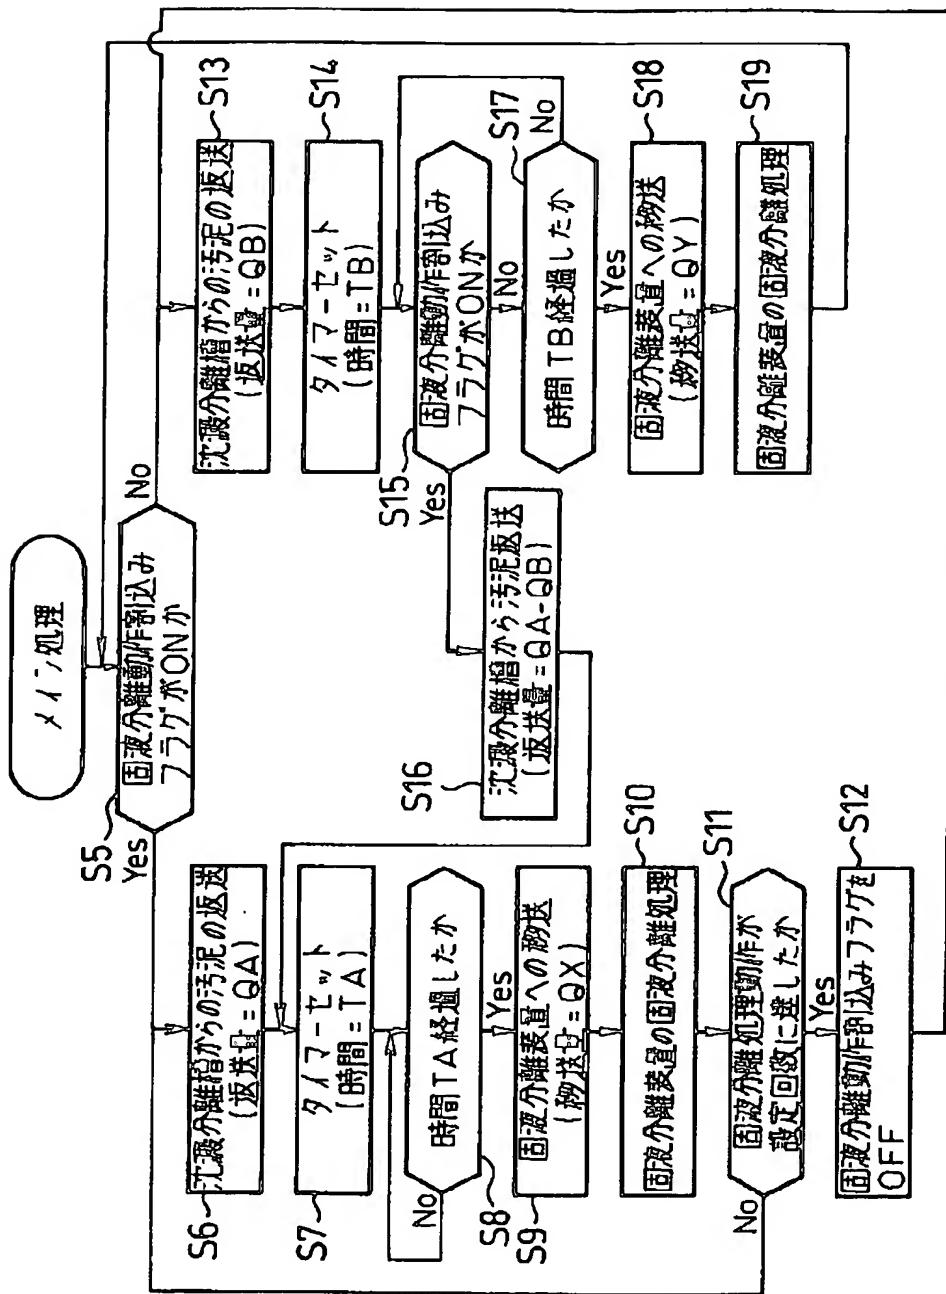 メイン処理
S5
固液分離動作割込み
フラグがONか
Yes
No
S6
沈澱分離槽からの汚泥の返送
(返送量=QA)
S7
タイマーセット
(時間=TA)
S8
時間TA経過したか
No
Yes
S9
固液分離装置への移送
(移送量=QX)
S10
固液分離装置の固液分離処理
S11
固液分離処理動作が
設定回数に達したか
No
Yes
S12
固液分離動作割込みフラグを
OFF
S13
沈澱分離槽からの汚泥の返送
(返送量=QB)
S14
タイマーセット
(時間=TB)
S15
固液分離動作割込み
フラグがONか
Yes
No
S16
沈澱分離槽から汚泥返送
(返送量=QA-QB)
S17
時間TB経過したか
No
Yes
S18
固液分離装置への移送
(移送量=QY)
S19
固液分離装置の固液分離処理